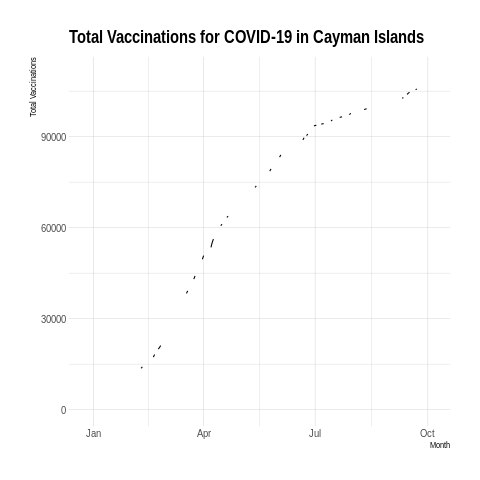 Total Vaccinations for COVID-19 in Cayman Islands
Total Vaccinations
90000
60000
30000
0
Jan Apr Jul Oct
Month